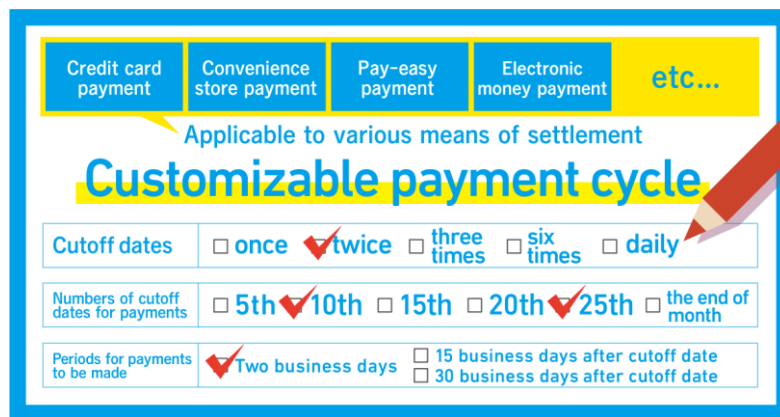 Credit card payment
Convenience store payment
Pay-easy payment
Electronic money payment
etc...
Applicable to various means of settlement
Customizable payment cycle
Cutoff dates once twice three times six times daily
Numbers of cutoff dates for payments 5th 10th 15th 20th 25th the end of month
Periods for payments to be made Two business days 15 business days after cutoff date
30 business days after cutoff date